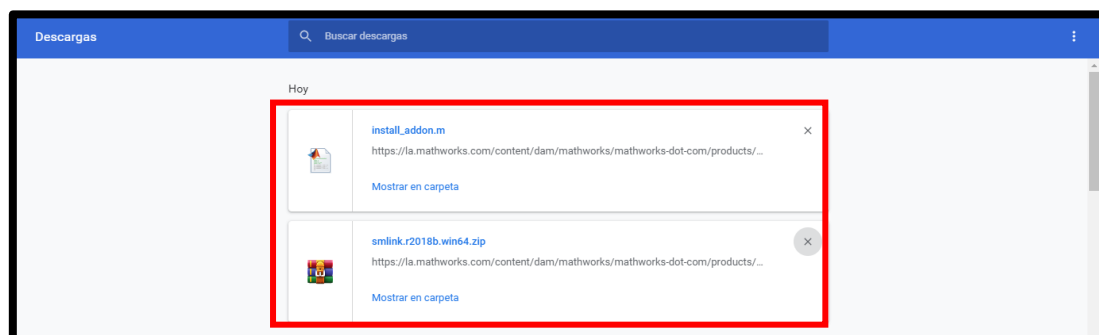 Descargas
Buscar descargas
Hoy
install_addon.m
https://la.mathworks.com/content/dam/mathworks/mathworks-dot-com/products/…
Mostrar en carpeta
smlink.r2018b.win64.zip
https://la.mathworks.com/content/dam/mathworks/mathworks-dot-com/products/…
Mostrar en carpeta